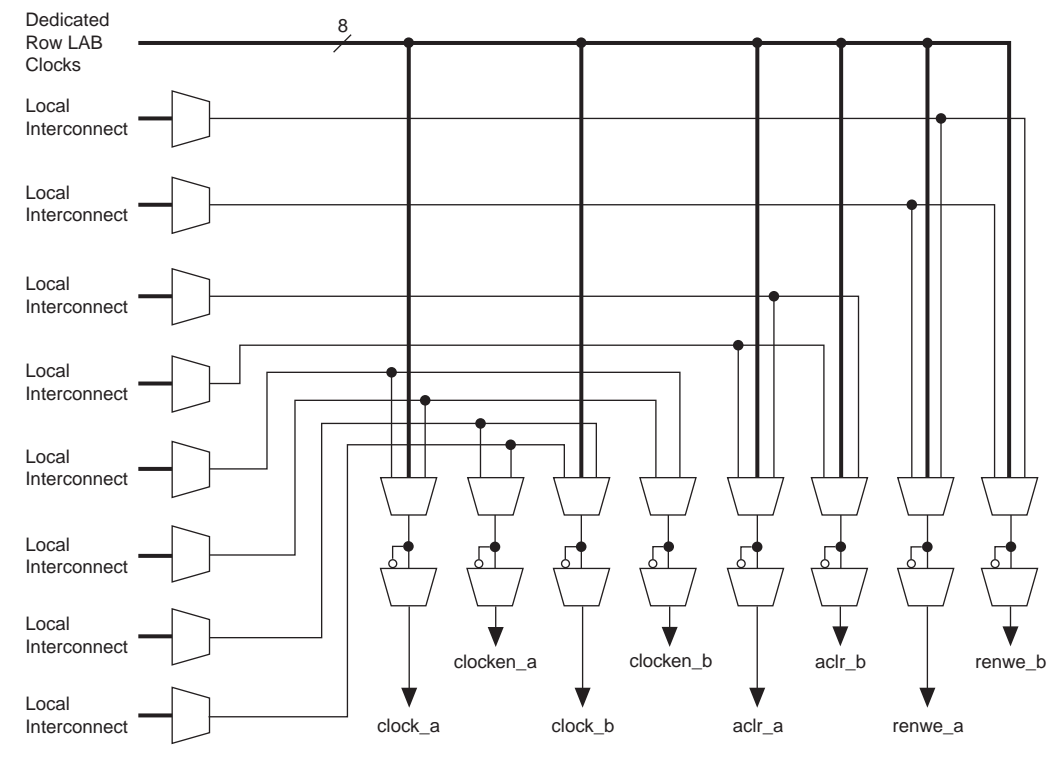 Dedicated
Row LAB
Clocks
8
Local
Interconnect
Local
Interconnect
Local
Interconnect
Local
Interconnect
Local
Interconnect
Local
Interconnect
Local
Interconnect
Local
Interconnect
clocken_a
clocken_b
aclr_b
renwe_b
clock_a
clock_b
aclr_a
renwe_a